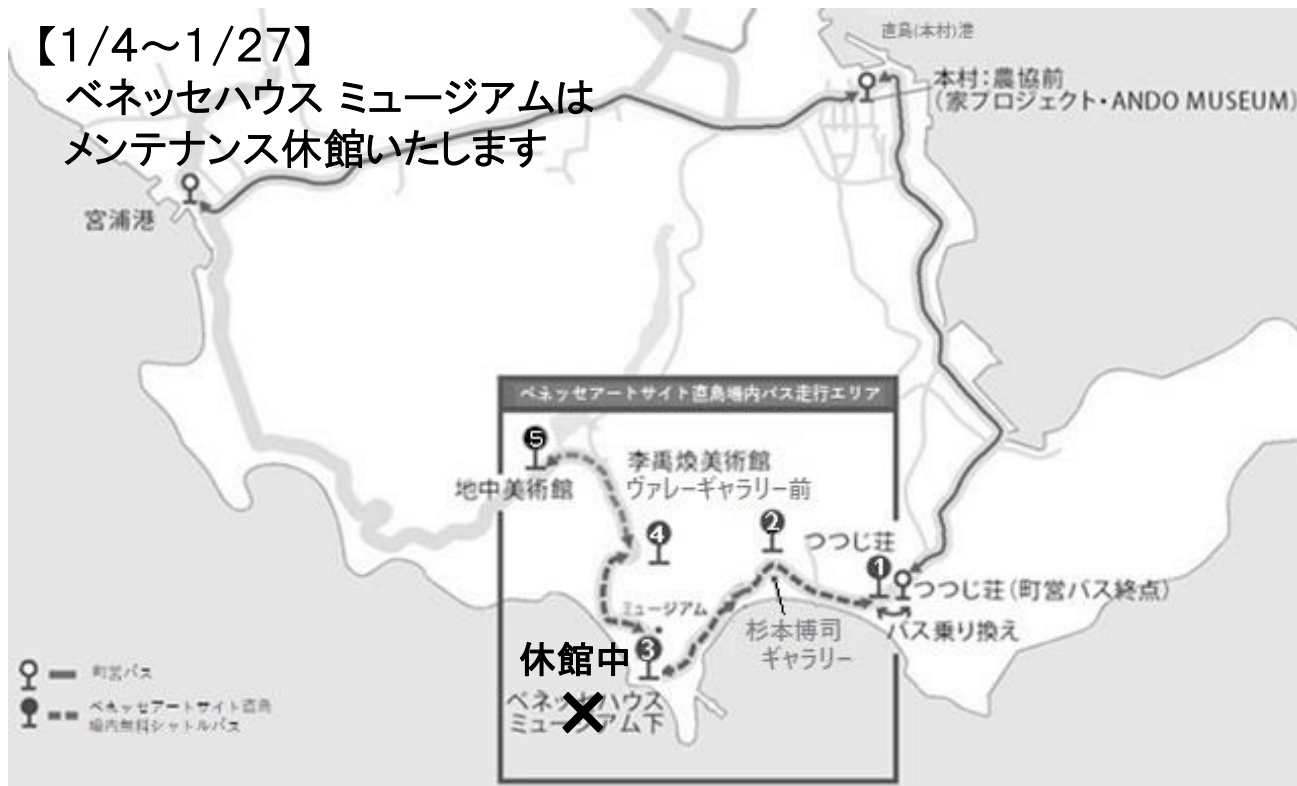 【1/4～1/27】
ベネッセハウス ミュージアムは
メンテナンス休館いたします
直島(本村)港
本村：農協前
(家プロジェクト・ANDO MUSEUM)
宮浦港
ベネッセアートサイト直島場内バス走行エリア
5
地中美術館
李禹煥美術館
ヴァレーギャラリー前
4
2
つつじ荘
1
つつじ荘(町営バス終点)
バス乗り換え
ミュージアム
杉本博司
ギャラリー
休館中
3
ベネッセハウス
ミュージアム下
町営バス
ベネッセアートサイト直島
場内無料シャトルバス